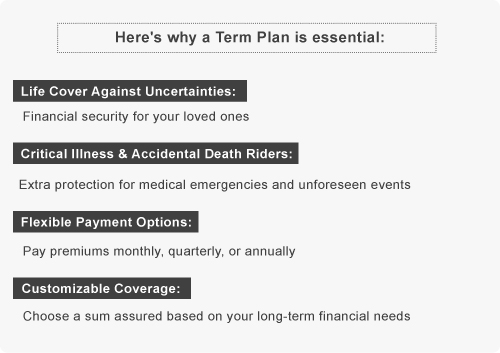 Here's why a Term Plan is essential:
Life Cover Against Uncertainties:
Financial security for your loved ones
Critical Illness & Accidental Death Riders:
Extra protection for medical emergencies and unforeseen events
Flexible Payment Options:
Pay premiums monthly, quarterly, or annually
Customizable Coverage:
Choose a sum assured based on your long-term financial needs